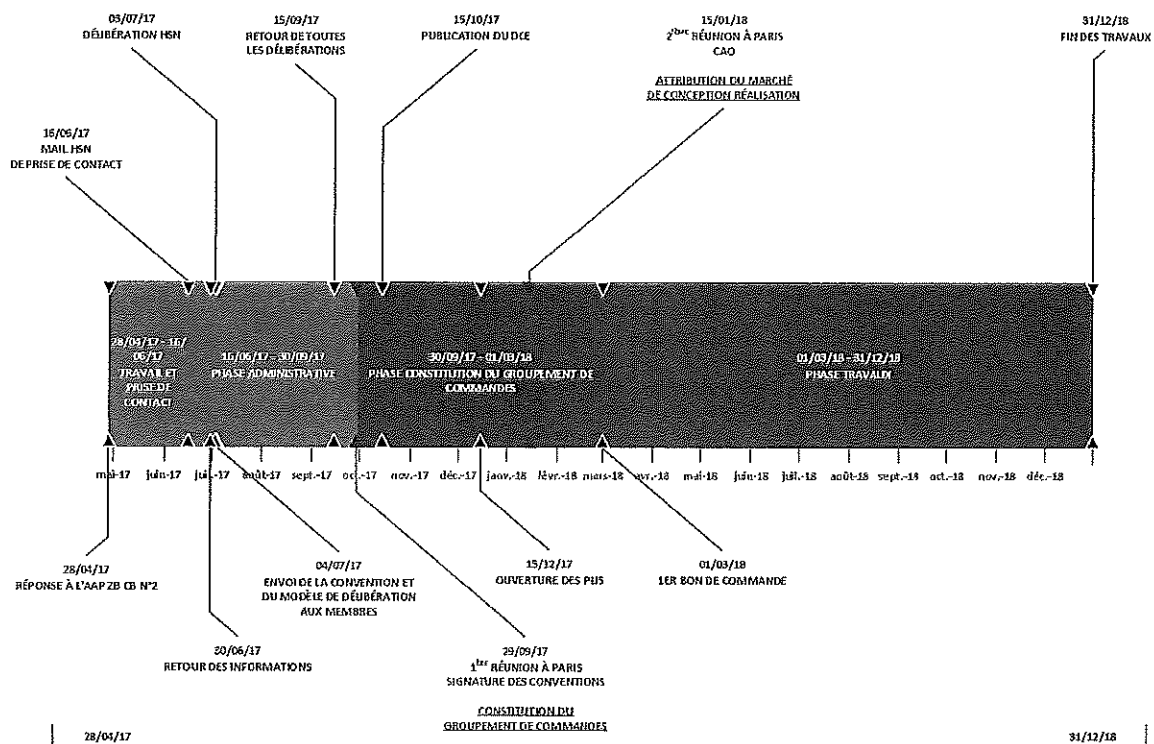 03/07/17
DÉLIBÉRATION HSN
15/09/17
RETOUR DE TOUTES
LES DÉLIBÉRATIONS
15/10/17
PUBLICATION DU DCE
15/01/18
2ème RÉUNION À PARIS
CAO
ATTRIBUTION DU MARCHÉ
DE CONCEPTION RÉALISATION
31/12/18
FIN DES TRAVAUX
16/06/17
MAIL HSN
DE PRISE DE CONTACT
28/04/17 - 16/
06/17
TRAVAIL ET
PRISE DE
CONTACT
16/06/17 - 30/09/17
PHASE ADMINISTRATIVE
30/09/17 - 01/03/18
PHASE CONSTITUTION DU GROUPEMENT DE
COMMANDES
01/03/18 - 31/12/18
PHASE TRAVAUX
mai-17 juin-17 juil.-17 août-17 sept.-17 oct.-17 nov.-17 déc.-17 janv.-18 févr.-18 mars-18 avr.-18 mai-18 juin-18 juil.-18 août-18 sept.-18 oct.-18 nov.-18 déc.-18
28/04/17
RÉPONSE À L'AAP ZB CB N°2
04/07/17
ENVOI DE LA CONVENTION ET
DU MODÈLE DE DÉLIBÉRATION
AUX MEMBRES
15/12/17
OUVERTURE DES PLIS
01/03/18
1ER BON DE COMMANDE
30/06/17
RETOUR DES INFORMATIONS
29/09/17
1ère RÉUNION À PARIS
SIGNATURE DES CONVENTIONS
CONSTITUTION DU
GROUPEMENT DE COMMANDES
28/04/17
31/12/18